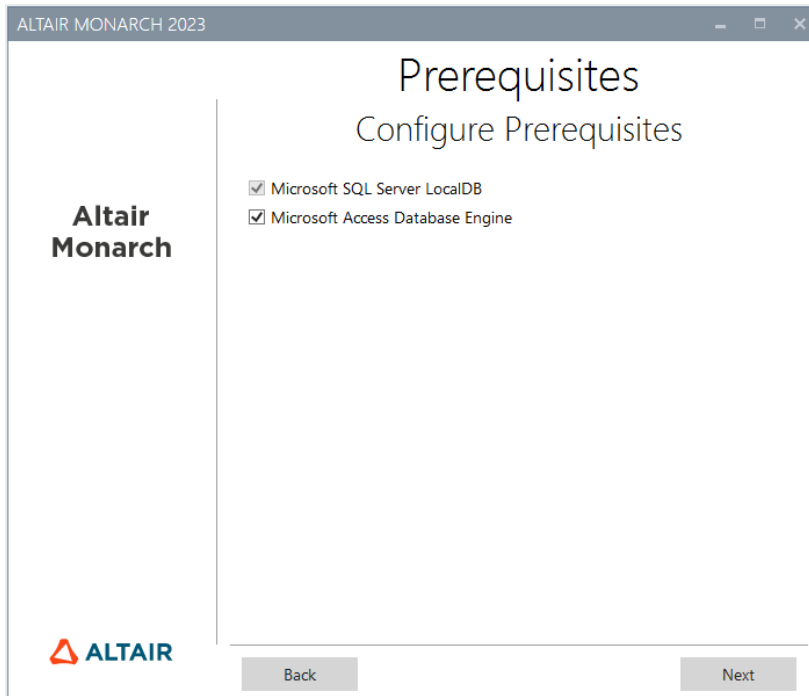 ALTAIR MONARCH 2023
Prerequisites
Configure Prerequisites
Microsoft SQL Server LocalDB
Microsoft Access Database Engine
Altair
Monarch
ALTAIR
Back
Next